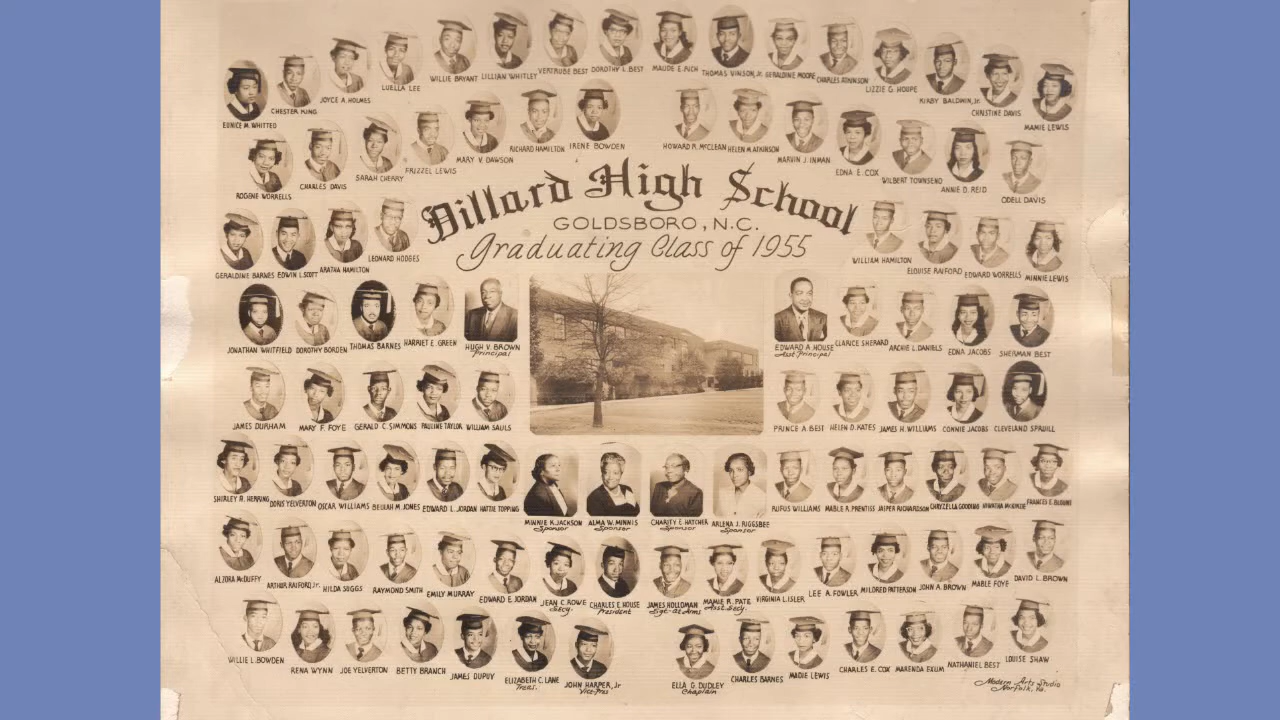 WILLIE BRYANT LILLIAN WHITLEY VERTRUDE BEST DOROTHY L. BEST MAUDE E. RICH THOMAS VINSON, Jr. GERALDINE MOORE CHARLES ATKINSON
EUNICE M. WHITTED CHESTER KING JOYCE A. HOLMES LUELLA LEE LIZZIE G. HOUPE KIRBY BALDWIN, Jr. CHRISTINE DAVIS MAMIE LEWIS
ROGENE WORRELLS CHARLES DAVIS SARAH CHERRY FRIZZEL LEWIS MARY V. DAWSON RICHARD HAMILTON IRENE BOWDEN HOWARD R. McCLEAN HELEN M. ATKINSON MARVIN J. INMAN EDNA E. COX WILBERT TOWNSEND ANNIE D. REID ODELL DAVIS
Dillard High School
GOLDSBORO, N.C.
Graduating Class of 1955
GERALDINE BARNES EDWIN L. SCOTT ARATHA HAMILTON LEONARD HODGES WILLIAM HAMILTON ELOUISE RAIFORD EDWARD WORRELLS MINNIE LEWIS
JONATHAN WHITFIELD DOROTHY BORDEN THOMAS BARNES HARRIET E. GREEN HUGH V. BROWN EDWARD A. HOUSE CLARICE SHERARD ARCHIE L. DANIELS EDNA JACOBS SHERMAN BEST
Principal Asst. Principal
JAMES DURHAM MARY F. FOYE GERALD C. SIMMONS PAULINE TAYLOR WILLIAM SAULS PRINCE A. BEST HELEN D. KATES JAMES H. WILLIAMS CONNIE JACOBS CLEVELAND SPRUILL
SHIRLEY R. HERRING DORIS YELVERTON OSCAR WILLIAMS BEULAH M. JONES EDWARD L. JORDAN HATTIE TOPPING MINNIE K. JACKSON ALMA W. MINNIS CHARITY E. HATCHER ARLENA J. RIGGSBEE RUFUS WILLIAMS MABLE R. PRENTISS JASPER RICHARDSON GOODING McKENZIE FRANCES E.
Sponsor Sponsor Sponsor Sponsor
McDUFFY ARTHUR RAIFORD, Jr. HILDA SUGGS RAYMOND SMITH EMILY MURRAY EDWARD E. JORDAN JEAN C. ROWE CHARLES E. HOUSE JAMES HOLLOMAN MAMIE R. PATE VIRGINIA L. ISLER LEE A. FOWLER MILDRED PATTERSON JOHN A. BROWN MABLE FOYE DAVID L. BROWN
Secy. President Sgt-at Arms Asst. Secy.
WILLIE L. BOWDEN RENA WYNN JOE YELVERTON BETTY BRANCH JAMES DUPUY ELIZABETH C. LANE JOHN HARPER, Jr ELLA G. DUDLEY CHARLES BARNES MADIE LEWIS CHARLES E. COX MARENDA EXUM NATHANIEL BEST LOUISE SHAW
Treas. Vice-Pres Chaplain
Modern Arts Studio
Norfolk, Va.